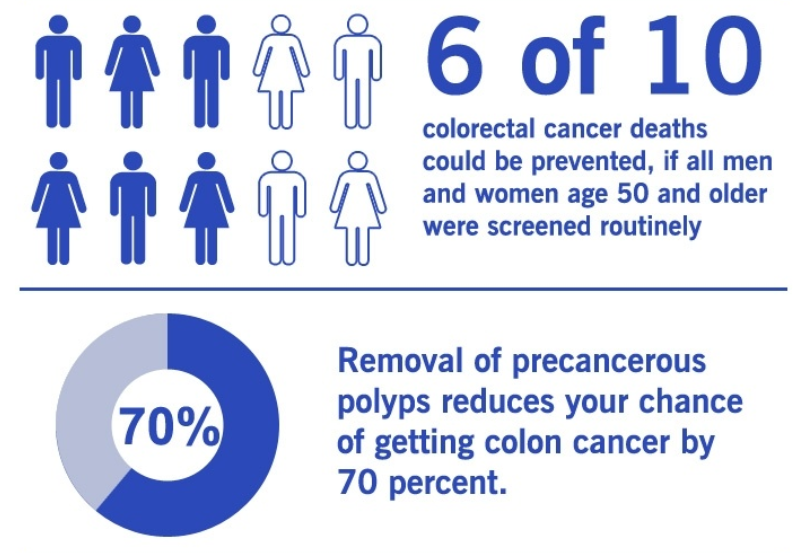 6 of 10
colorectal cancer deaths
could be prevented, if all men
and women age 50 and older
were screened routinely
70%
Removal of precancerous
polyps reduces your chance
of getting colon cancer by
70 percent.